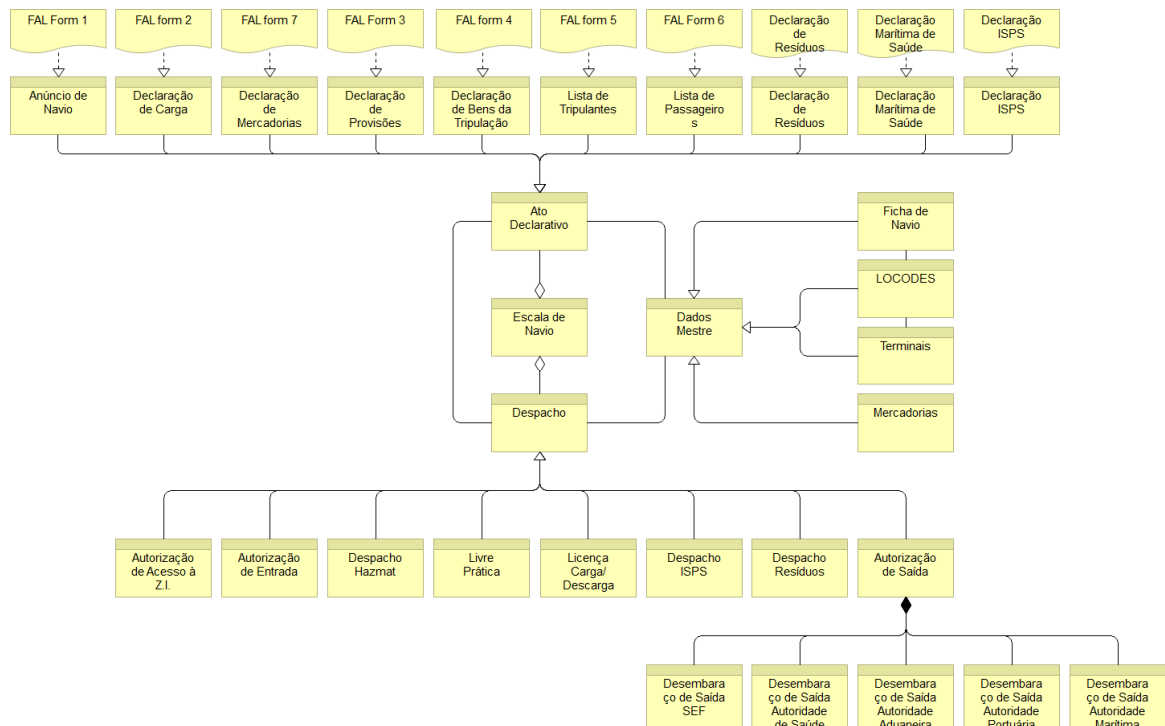 FAL Form 1
FAL form 2
FAL form 7
FAL Form 3
FAL form 4
FAL form 5
FAL Form 6
Declaração
de
Resíduos
Declaração
Marítima de
Saúde
Declaração
ISPS
Anúncio de
Navio
Declaração
de Carga
Declaração
de
Mercadorias
Declaração
de
Provisões
Declaração
de Bens da
Tripulação
Lista de
Tripulantes
Lista de
Passageiro
s
Declaração
de
Resíduos
Declaração
Marítima de
Saúde
Declaração
ISPS
Ato
Declarativo
Ficha de
Navio
LOCODES
Escala de
Navio
Dados
Mestre
Terminais
Despacho
Mercadorias
Autorização
de Acesso à
Z.I.
Autorização
de Entrada
Despacho
Hazmat
Livre
Prática
Licença
Carga/
Descarga
Despacho
ISPS
Despacho
Resíduos
Autorização
de Saída
Desembara
ço de Saída
SEF
Desembara
ço de Saída
Autoridade
de Saúde
Desembara
ço de Saída
Autoridade
Aduaneira
Desembara
ço de Saída
Autoridade
Portuária
Desembara
ço de Saída
Autoridade
Marítima